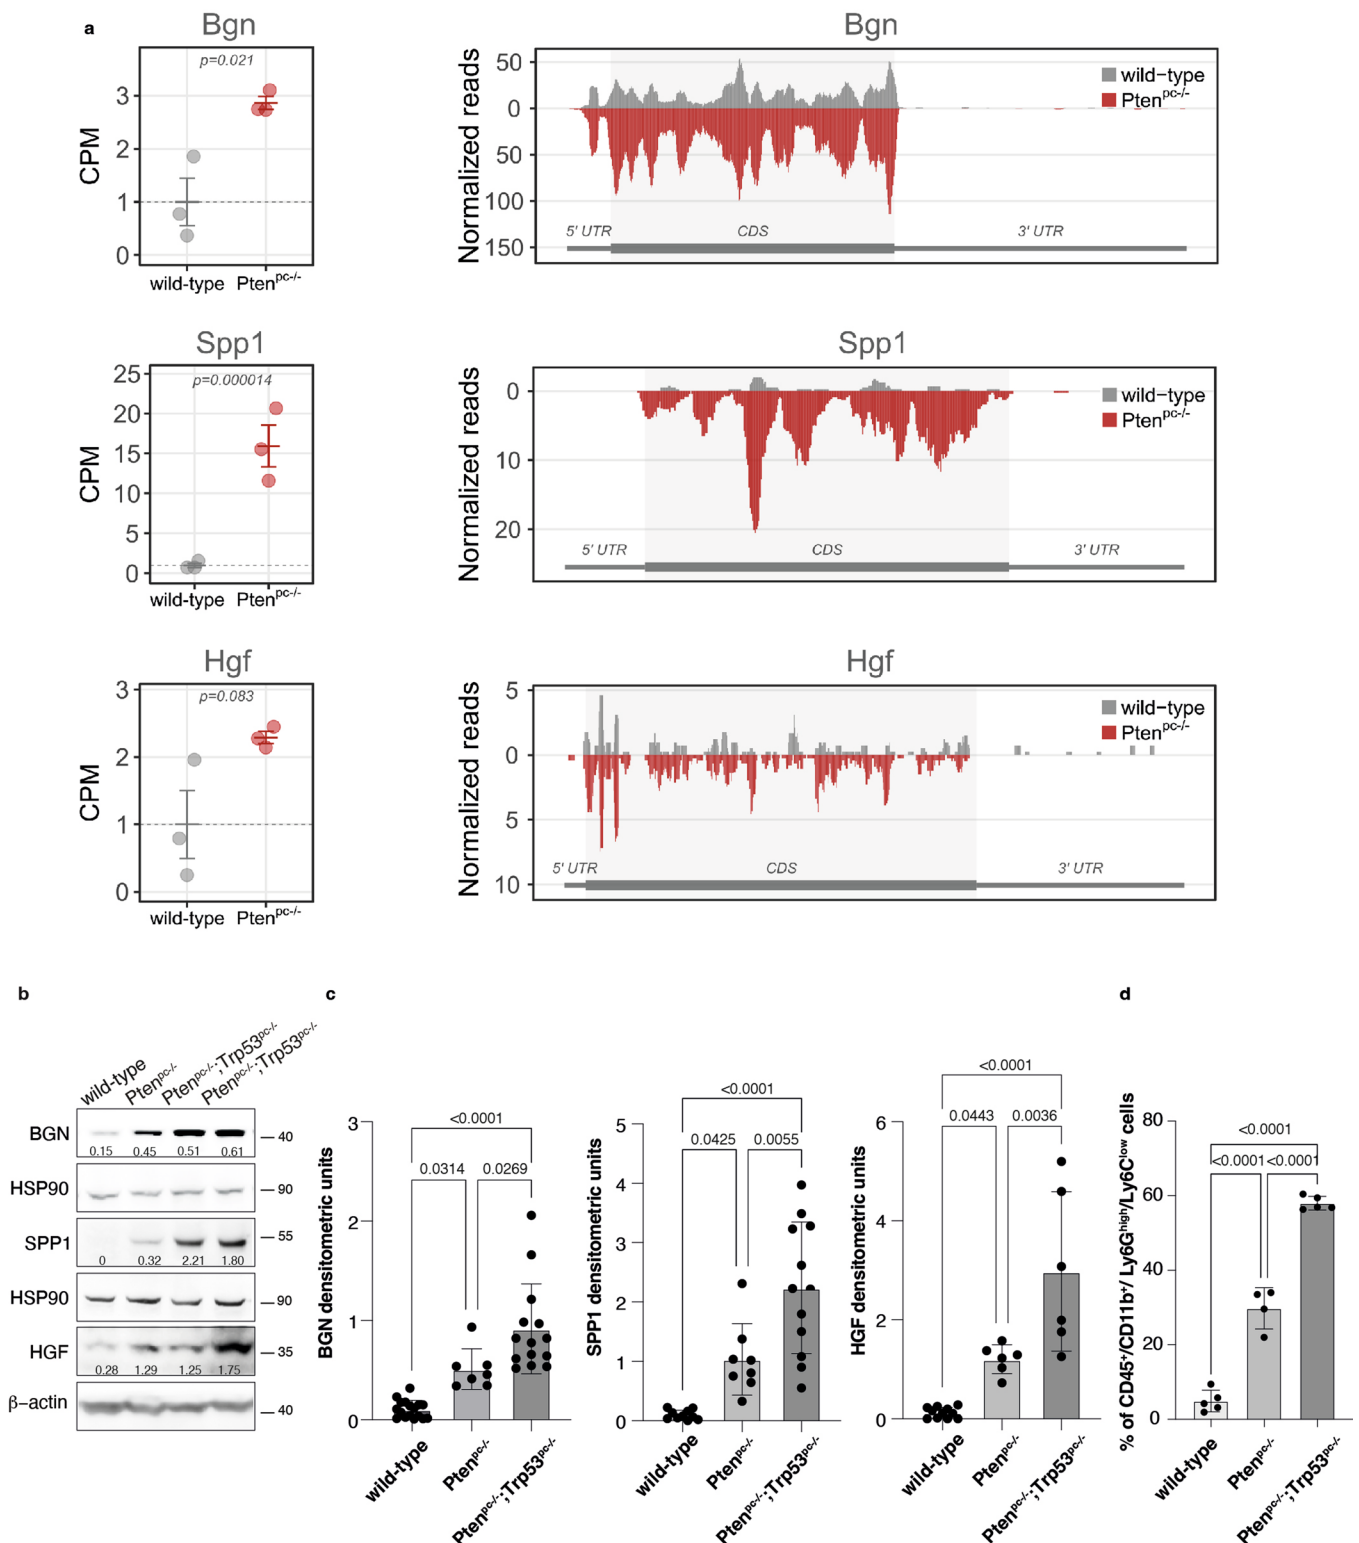 a
Bgn
CPM
p=0.021
3
2
1
0
wild-type Pten^pc-/-
Bgn
Normalized reads
50
0
50
100
150
wild-type
Pten^pc-/-
5' UTR CDS 3' UTR
Spp1
CPM
p=0.000014
25
20
15
10
5
0
wild-type Pten^pc-/-
Spp1
Normalized reads
0
10
20
wild-type
Pten^pc-/-
5' UTR CDS 3' UTR
Hgf
CPM
p=0.083
3
2
1
0
wild-type Pten^pc-/-
Hgf
Normalized reads
5
0
5
10
wild-type
Pten^pc-/-
5' UTR CDS 3' UTR
b
wild-type
Pten^pc-/-
Pten^pc-/-;Trp53^pc-/-
Pten^pc-/-;Trp53^pc-/-
BGN 40
0.15 0.45 0.51 0.61
HSP90 90
SPP1 55
0 0.32 2.21 1.80
HSP90 90
HGF 35
0.28 1.29 1.25 1.75
β-actin 40
c
BGN densitometric units
<0.0001
0.0314 0.0269
3
2
1
0
wild-type
Pten^pc-/-
Pten^pc-/-;Trp53^pc-/-
SPP1 densitometric units
<0.0001
0.0425 0.0055
5
4
3
2
1
0
wild-type
Pten^pc-/-
Pten^pc-/-;Trp53^pc-/-
HGF densitometric units
<0.0001
0.0443 0.0036
6
4
2
0
wild-type
Pten^pc-/-
Pten^pc-/-;Trp53^pc-/-
d
% of CD45+/CD11b+/ Ly6G^high/Ly6C^low cells
<0.0001
<0.0001 <0.0001
80
60
40
20
0
wild-type
Pten^pc-/-
Pten^pc-/-;Trp53^pc-/-